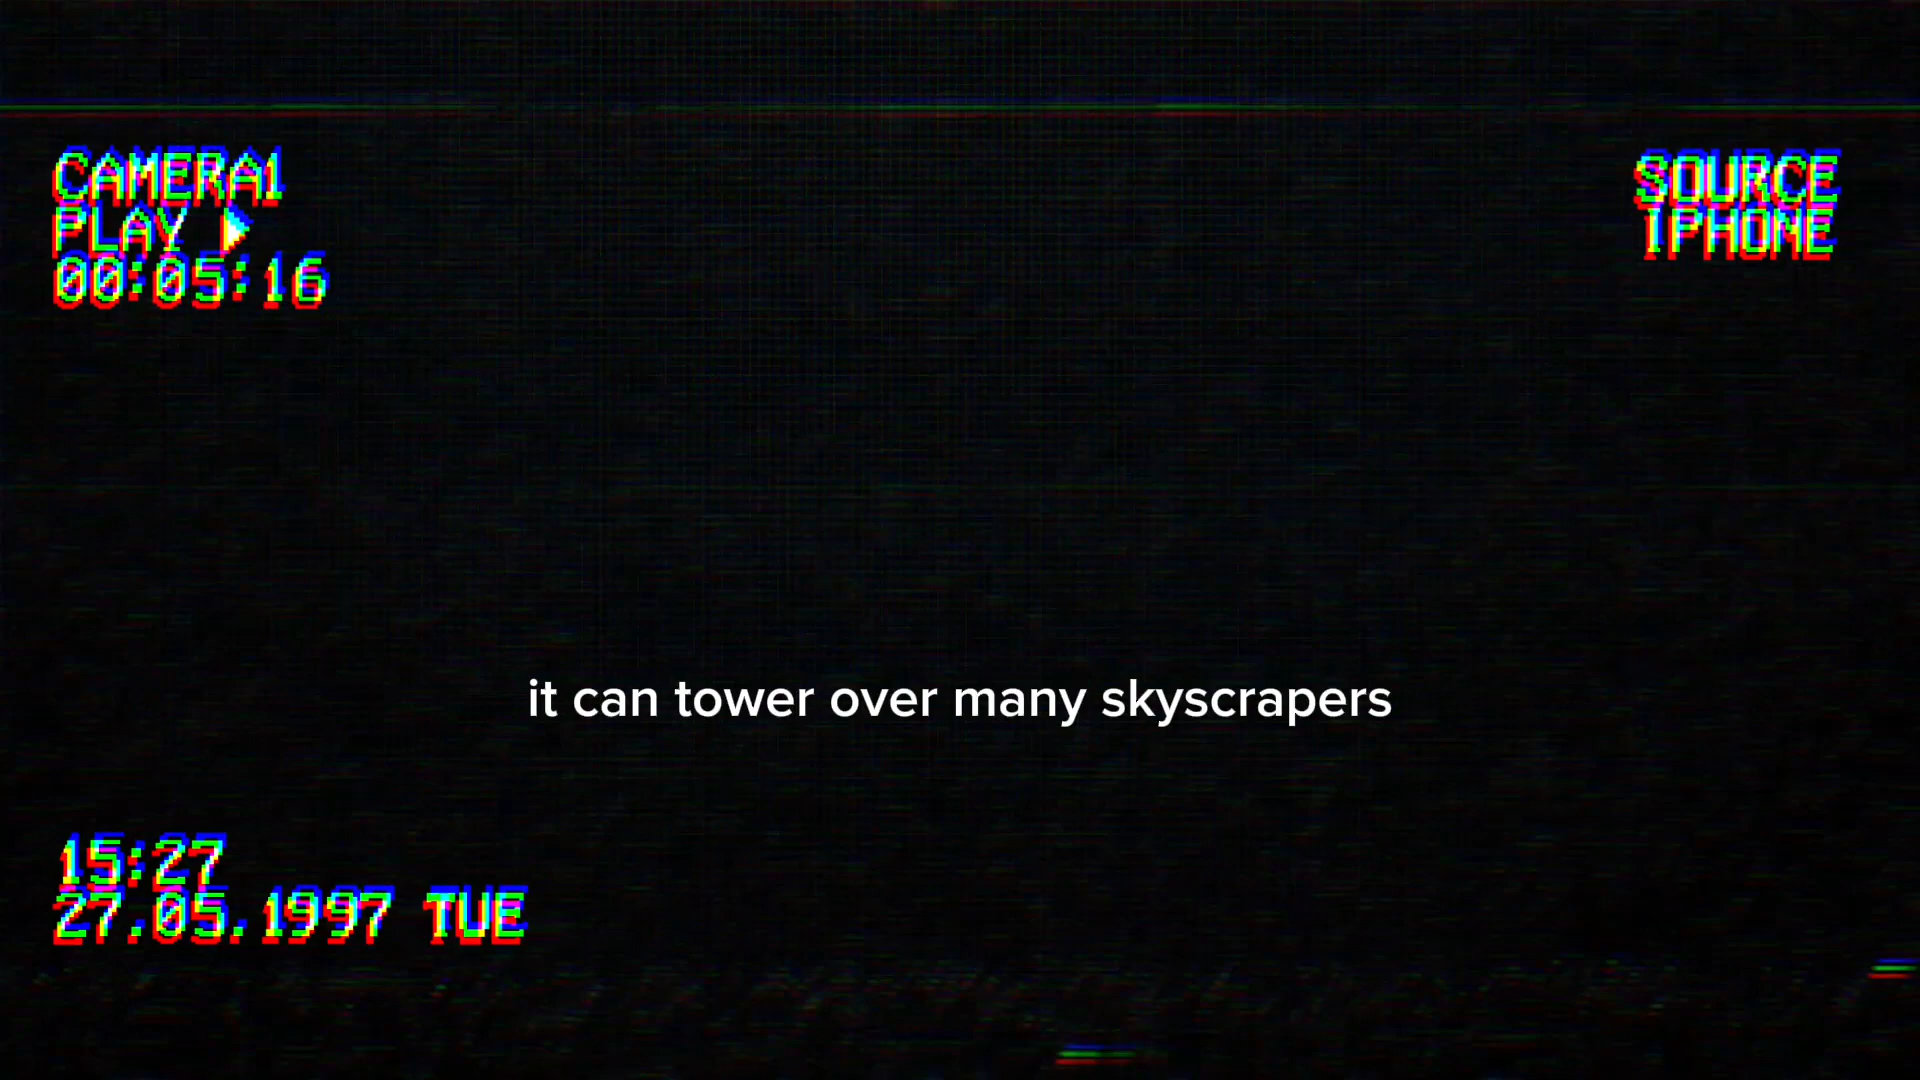 CAMERA1
PLAY ▶
00:05:16
SOURCE
IPHONE
it can tower over many skyscrapers
15:27
27.05.1997 TUE